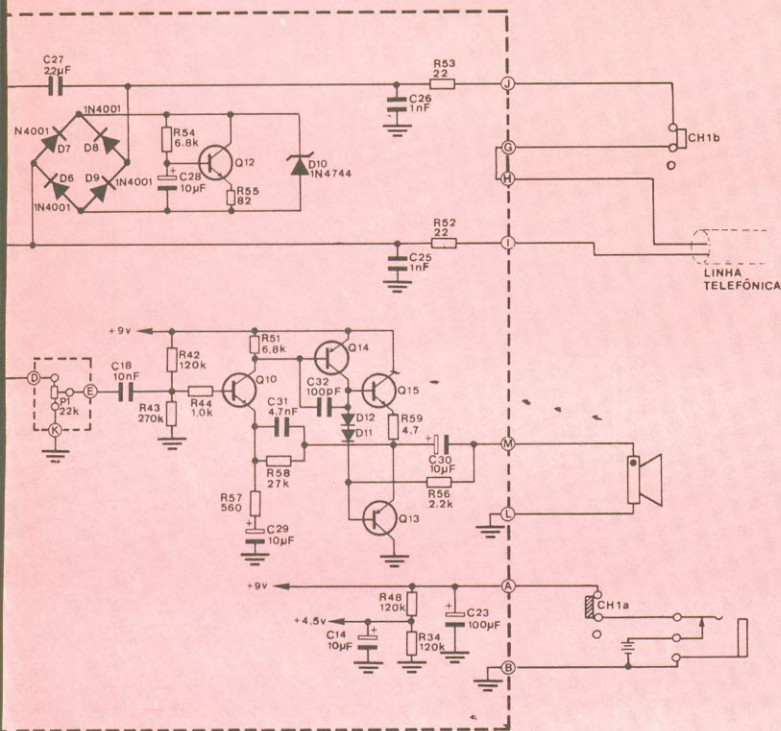 C27
22µF
R53
22
J
1N4001
N4001
D7
D8
R54
6.8k
Q12
C26
1nF
CH1b
D10
1N4744
G
C28
10µF
+
D6
D9
1N4001
1N4001
R55
82
H
R52
22
I
C25
1nF
LINHA
TELEFÔNICA
+9v
R42
120k
R51
6,8k
Q14
C18
10nF
D
E
P1
22k
K
R43
270k
R44
1.0k
Q10
C32
100pF
Q15
C31
4.7nF
D12
D11
R59
4,7
+
C30
10µF
M
R58
27k
R57
560
R56
2.2k
Q13
+
C29
10µF
L
+9v
A
R48
120k
+
C23
100µF
CH1a
+4.5v
C14
10µF
+
R34
120k
B